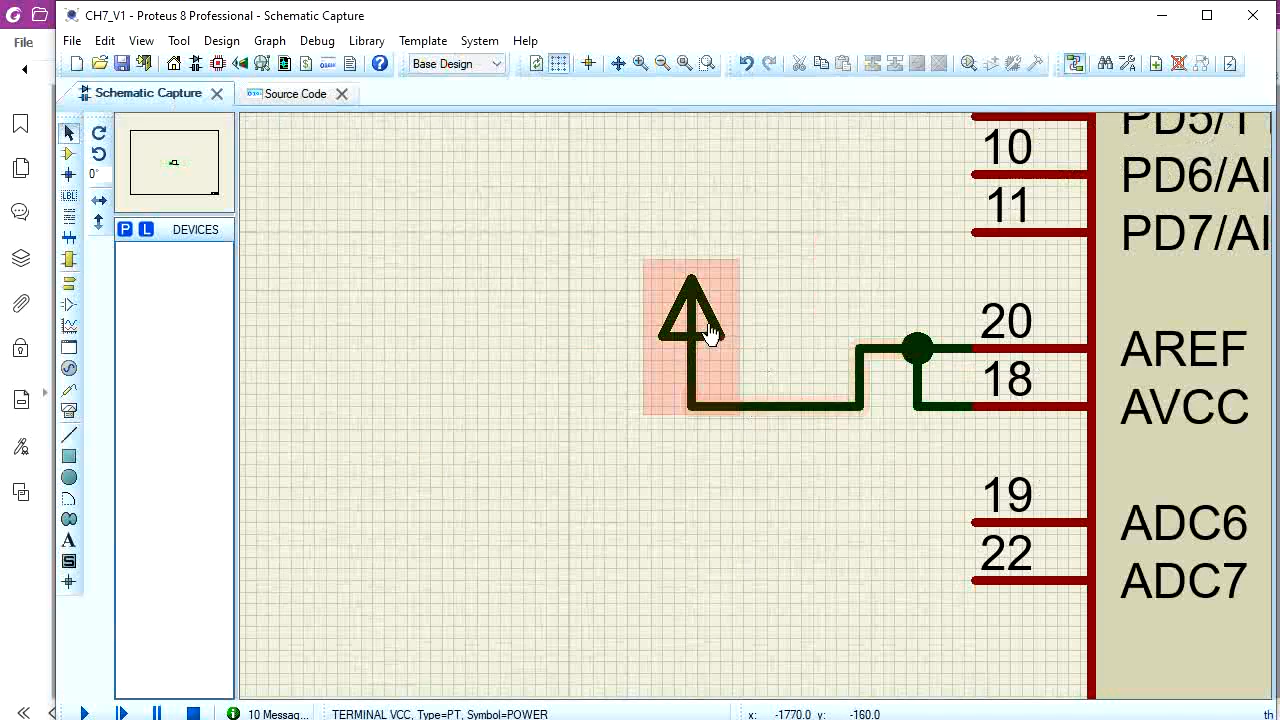 CH7_V1 - Proteus 8 Professional - Schematic Capture
File
File Edit View Tool Design Graph Debug Library Template System Help
Base Design
Schematic Capture
Source Code
LBL
0°
P L DEVICES
A
S
10
PD6/AI
11
PD7/AI
20
AREF
18
AVCC
19
ADC6
22
ADC7
10 Messag...
TERMINAL VCC, Type=PT, Symbol=POWER
x: -1770.0 y: -160.0
th